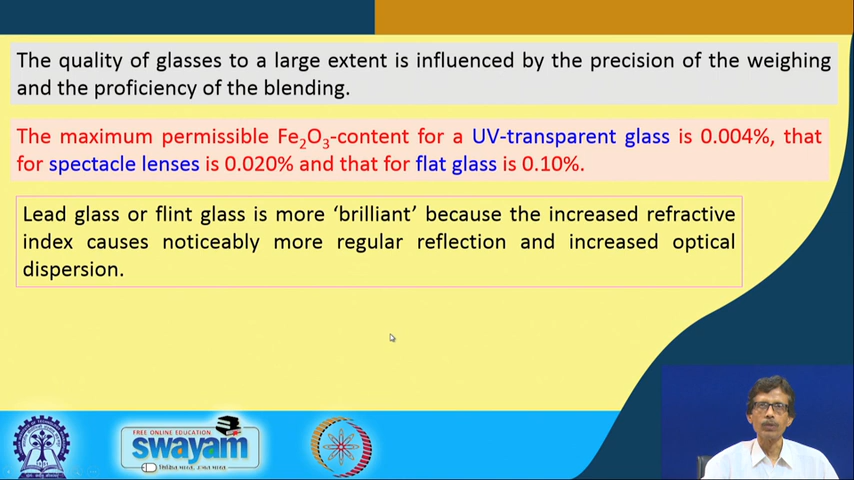 The quality of glasses to a large extent is influenced by the precision of the weighing
and the proficiency of the blending.
The maximum permissible Fe₂O₃-content for a UV-transparent glass is 0.004%, that
for spectacle lenses is 0.020% and that for flat glass is 0.10%.
Lead glass or flint glass is more ‘brilliant’ because the increased refractive
index causes noticeably more regular reflection and increased optical
dispersion.
FREE ONLINE EDUCATION
swayam